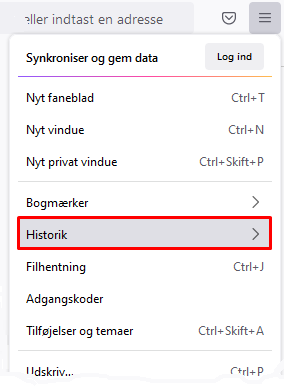 eller indtast en adresse
Synkroniser og gem data Log ind
Nyt faneblad Ctrl+T
Nyt vindue Ctrl+N
Nyt privat vindue Ctrl+Skift+P
Bogmærker
Historik
Filhentning Ctrl+J
Adgangskoder
Tilføjelser og temaer Ctrl+Skift+A
Udskriv... Ctrl+P